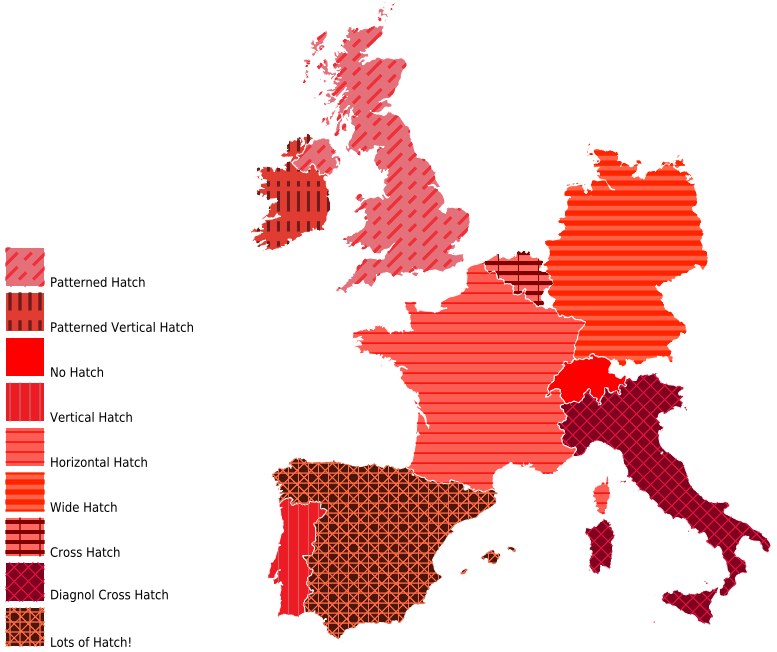 Patterned Hatch
Patterned Vertical Hatch
No Hatch
Vertical Hatch
Horizontal Hatch
Wide Hatch
Cross Hatch
Diagnol Cross Hatch
Lots of Hatch!